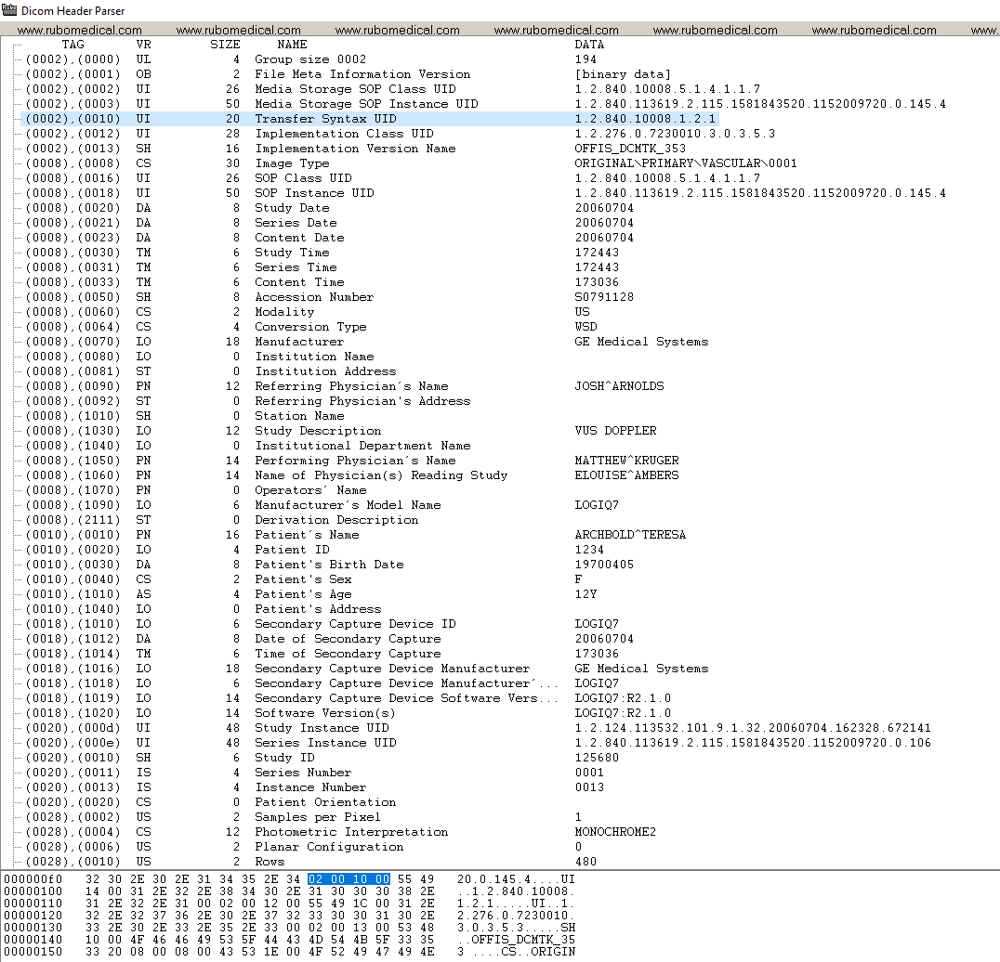 Dicom Header Parser
www.rubomedical.com www.rubomedical.com www.rubomedical.com www.rubomedical.com www.rubomedical.com www.rubomedical.com www.
TAG VR SIZE NAME DATA
(0002),(0000) UL 4 Group size 0002 194
(0002),(0001) OB 2 File Meta Information Version [binary data]
(0002),(0002) UI 26 Media Storage SOP Class UID 1.2.840.10008.5.1.4.1.1.7
(0002),(0003) UI 50 Media Storage SOP Instance UID 1.2.840.113619.2.115.1581843520.1152009720.0.145.4
(0002),(0010) UI 20 Transfer Syntax UID 1.2.840.10008.1.2.1
(0002),(0012) UI 28 Implementation Class UID 1.2.276.0.7230010.3.0.3.5.3
(0002),(0013) SH 16 Implementation Version Name OFFIS_DCMTK_353
(0008),(0008) CS 30 Image Type ORIGINAL\PRIMARY\VASCULAR\0001
(0008),(0016) UI 26 SOP Class UID 1.2.840.10008.5.1.4.1.1.7
(0008),(0018) UI 50 SOP Instance UID 1.2.840.113619.2.115.1581843520.1152009720.0.145.4
(0008),(0020) DA 8 Study Date 20060704
(0008),(0021) DA 8 Series Date 20060704
(0008),(0023) DA 8 Content Date 20060704
(0008),(0030) TM 6 Study Time 172443
(0008),(0031) TM 6 Series Time 172443
(0008),(0033) TM 6 Content Time 173036
(0008),(0050) SH 8 Accession Number S0791128
(0008),(0060) CS 2 Modality US
(0008),(0064) CS 4 Conversion Type WSD
(0008),(0070) LO 18 Manufacturer GE Medical Systems
(0008),(0080) LO 0 Institution Name
(0008),(0081) ST 0 Institution Address
(0008),(0090) PN 12 Referring Physician´s Name JOSH^ARNOLDS
(0008),(0092) ST 0 Referring Physician's Address
(0008),(1010) SH 0 Station Name
(0008),(1030) LO 12 Study Description VUS DOPPLER
(0008),(1040) LO 0 Institutional Department Name
(0008),(1050) PN 14 Performing Physician´s Name MATTHEW^KRUGER
(0008),(1060) PN 14 Name of Physician(s) Reading Study ELOUISE^AMBERS
(0008),(1070) PN 0 Operators´ Name
(0008),(1090) LO 6 Manufacturer´s Model Name LOGIQ7
(0008),(2111) ST 0 Derivation Description
(0010),(0010) PN 16 Patient´s Name ARCHBOLD^TERESA
(0010),(0020) LO 4 Patient ID 1234
(0010),(0030) DA 8 Patient's Birth Date 19700405
(0010),(0040) CS 2 Patient's Sex F
(0010),(1010) AS 4 Patient's Age 12Y
(0010),(1040) LO 0 Patient's Address
(0018),(1010) LO 6 Secondary Capture Device ID LOGIQ7
(0018),(1012) DA 8 Date of Secondary Capture 20060704
(0018),(1014) TM 6 Time of Secondary Capture 173036
(0018),(1016) LO 18 Secondary Capture Device Manufacturer GE Medical Systems
(0018),(1018) LO 6 Secondary Capture Device Manufacturer´... LOGIQ7
(0018),(1019) LO 14 Secondary Capture Device Software Vers... LOGIQ7:R2.1.0
(0018),(1020) LO 14 Software Version(s) LOGIQ7:R2.1.0
(0020),(000d) UI 48 Study Instance UID 1.2.124.113532.101.9.1.32.20060704.162328.672141
(0020),(000e) UI 48 Series Instance UID 1.2.840.113619.2.115.1581843520.1152009720.0.106
(0020),(0010) SH 6 Study ID 125680
(0020),(0011) IS 4 Series Number 0001
(0020),(0013) IS 4 Instance Number 0013
(0020),(0020) CS 0 Patient Orientation
(0028),(0002) US 2 Samples per Pixel 1
(0028),(0004) CS 12 Photometric Interpretation MONOCHROME2
(0028),(0006) US 2 Planar Configuration 0
(0028),(0010) US 2 Rows 480
000000f0 32 30 2E 30 2E 31 34 35 2E 34 02 00 10 00 55 49 20.0.145.4....UI
00000100 14 00 31 2E 32 2E 38 34 30 2E 31 30 30 30 38 2E ..1.2.840.10008.
00000110 31 2E 32 2E 31 00 02 00 12 00 55 49 1C 00 31 2E 1.2.1.....UI..1.
00000120 32 2E 32 37 36 2E 30 2E 37 32 33 30 30 31 30 2E 2.276.0.7230010.
00000130 33 2E 30 2E 33 2E 35 2E 33 00 02 00 13 00 53 48 3.0.3.5.3.....SH
00000140 10 00 4F 46 46 49 53 5F 44 43 4D 54 4B 5F 33 35 ..OFFIS_DCMTK_35
00000150 33 20 08 00 08 00 43 53 1E 00 4F 52 49 47 49 4E 3 ....CS..ORIGIN